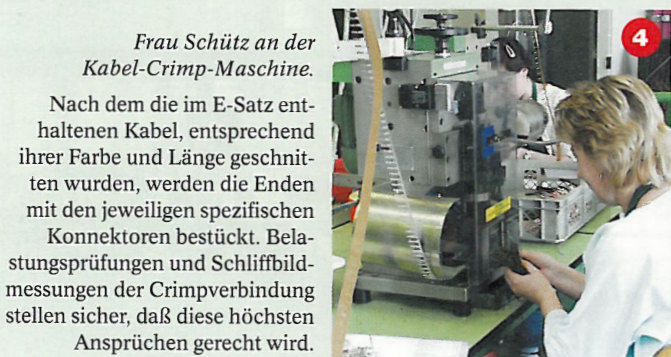 Frau Schütz an der
Kabel-Crimp-Maschine.
Nach dem die im E-Satz ent-
haltenen Kabel, entsprechend
ihrer Farbe und Länge geschnit-
ten wurden, werden die Enden
mit den jeweiligen spezifischen
Konnektoren bestückt. Bela-
stungsprüfungen und Schliffbild-
messungen der Crimpverbindung
stellen sicher, daß diese höchsten
Ansprüchen gerecht wird.
4